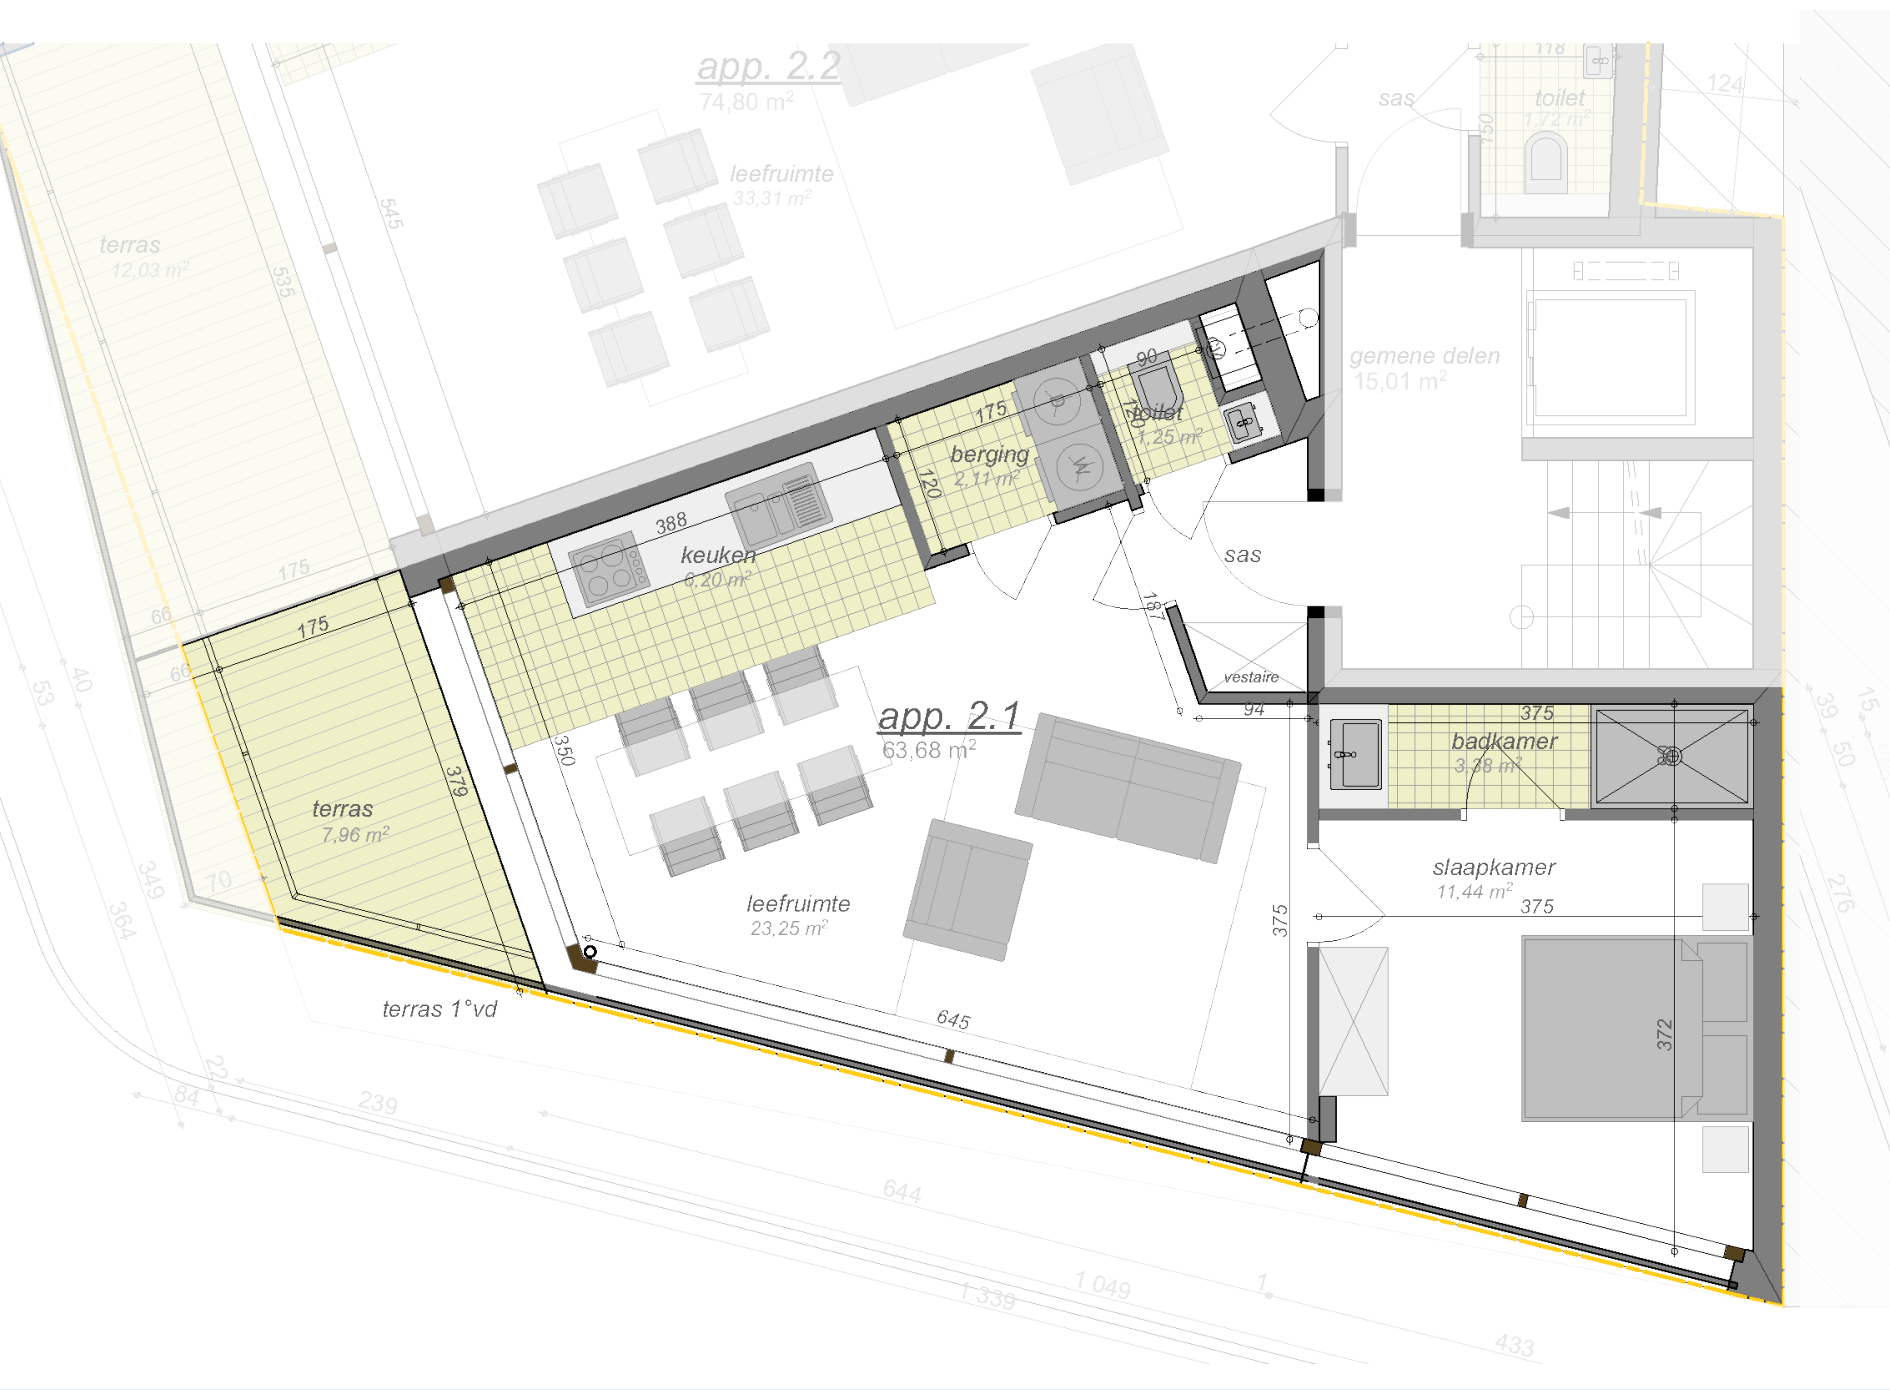 app. 2.2
74,80 m²
sas
toilet
1.72 m²
118
150
124
leefruimte
33,31 m²
545
535
terras
12,03 m²
gemene delen
15,01 m²
90
120
toilet
1,25 m²
175
berging
2,11 m²
120
388
keuken
6,20 m²
sas
187
vestaire
94
175
66
175
66
40
53
350
379
app. 2.1
63,68 m²
375
badkamer
3,38 m²
terras
7,96 m²
70
349
364
leefruimte
23,25 m²
375
slaapkamer
11,44 m²
375
372
39
50
15
276
terras 1°vd
645
22
84
239
644
1 049
1
1 339
433